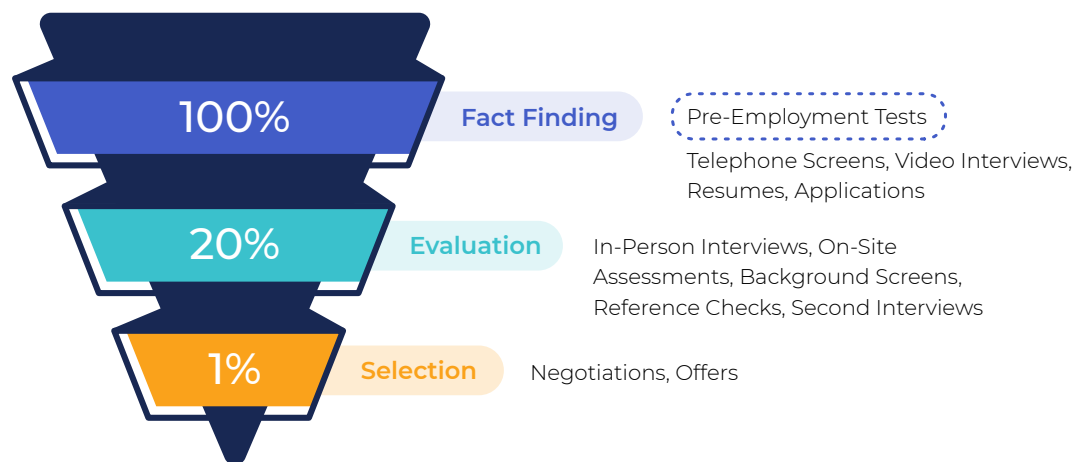 100%
Fact Finding
Pre-Employment Tests
Telephone Screens, Video Interviews,
Resumes, Applications
20%
Evaluation
In-Person Interviews, On-Site
Assessments, Background Screens,
Reference Checks, Second Interviews
1%
Selection
Negotiations, Offers